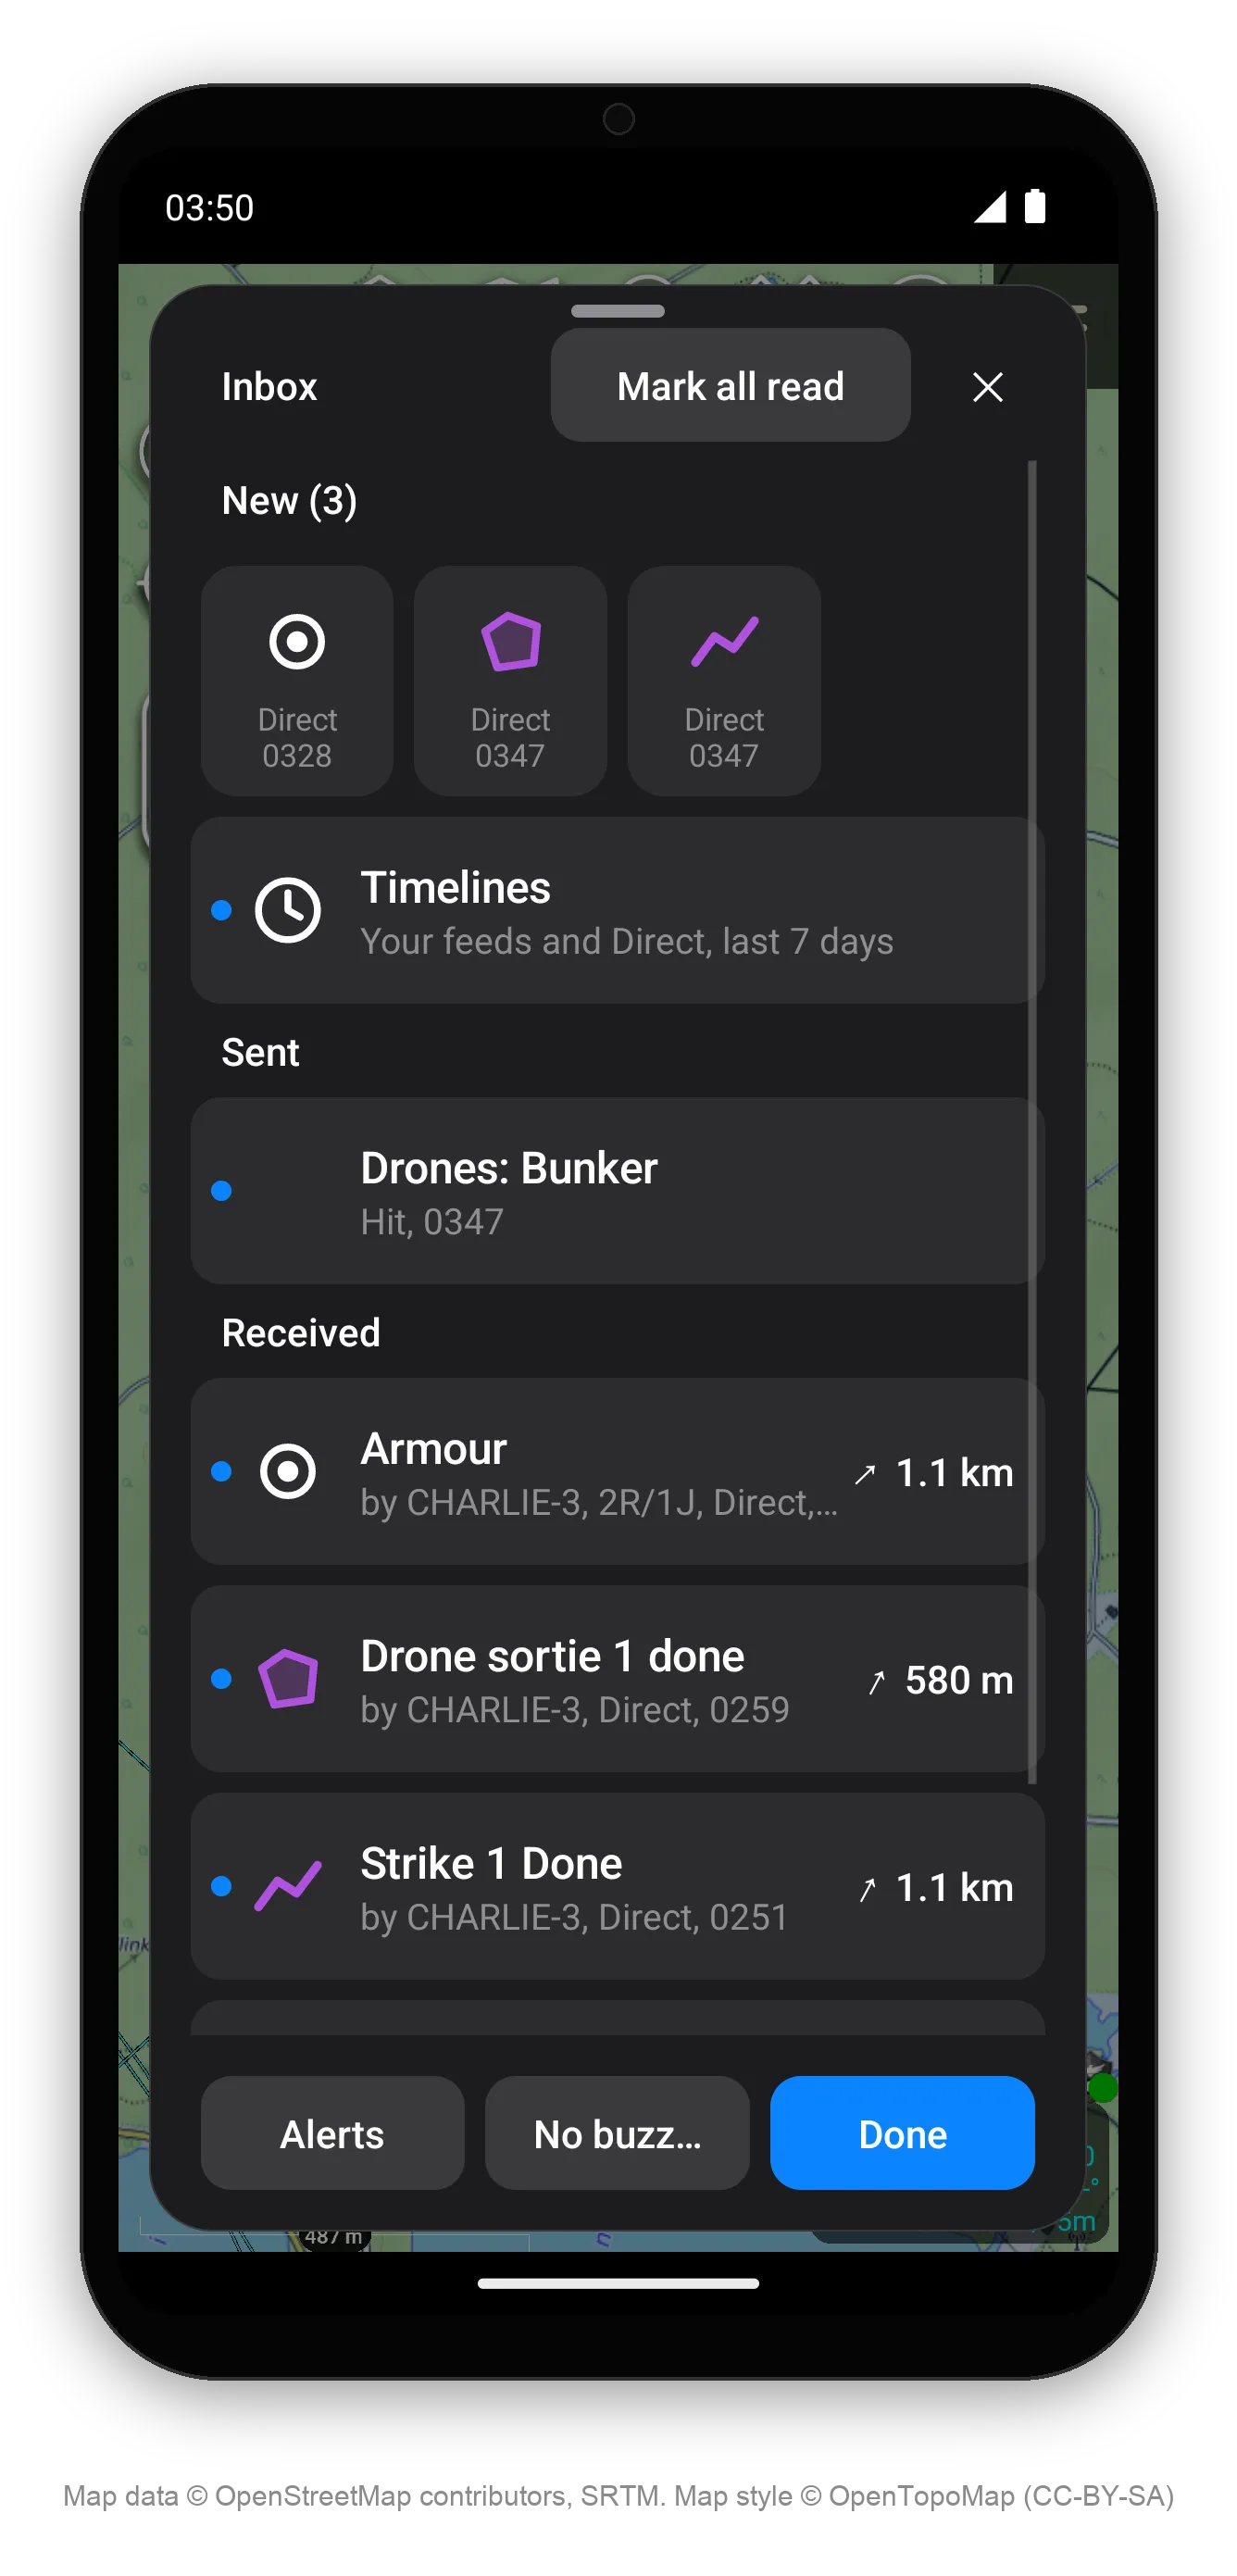 03:50
Inbox
Mark all read
New (3)
Direct
0328
Direct
0347
Direct
0347
Timelines
Your feeds and Direct, last 7 days
Sent
Drones: Bunker
Hit, 0347
Received
Armour
by CHARLIE-3, 2R/1J, Direct,...
↗ 1.1 km
Drone sortie 1 done
by CHARLIE-3, Direct, 0259
↗ 580 m
Strike 1 Done
by CHARLIE-3, Direct, 0251
↗ 1.1 km
link
Alerts
No buzz...
Done
5m
487 m
Map data © OpenStreetMap contributors, SRTM. Map style © OpenTopoMap (CC-BY-SA)